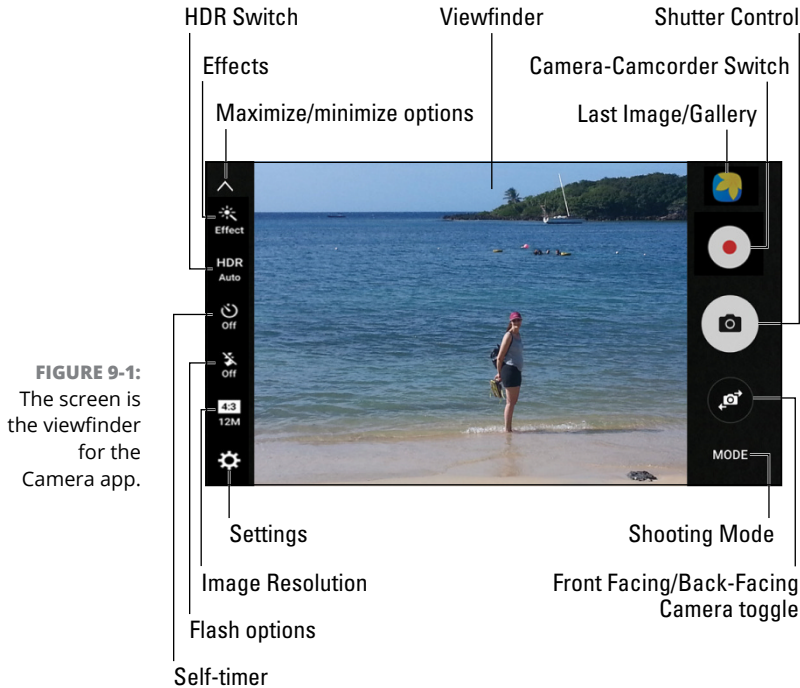 HDR Switch
Viewfinder
Shutter Control
Effects
Camera-Camcorder Switch
Maximize/minimize options
Last Image/Gallery
Effect
HDR
Auto
Off
Off
4:3
12M
MODE
FIGURE 9-1:
The screen is
the viewfinder
for the
Camera app.
Settings
Shooting Mode
Image Resolution
Front Facing/Back-Facing
Camera toggle
Flash options
Self-timer